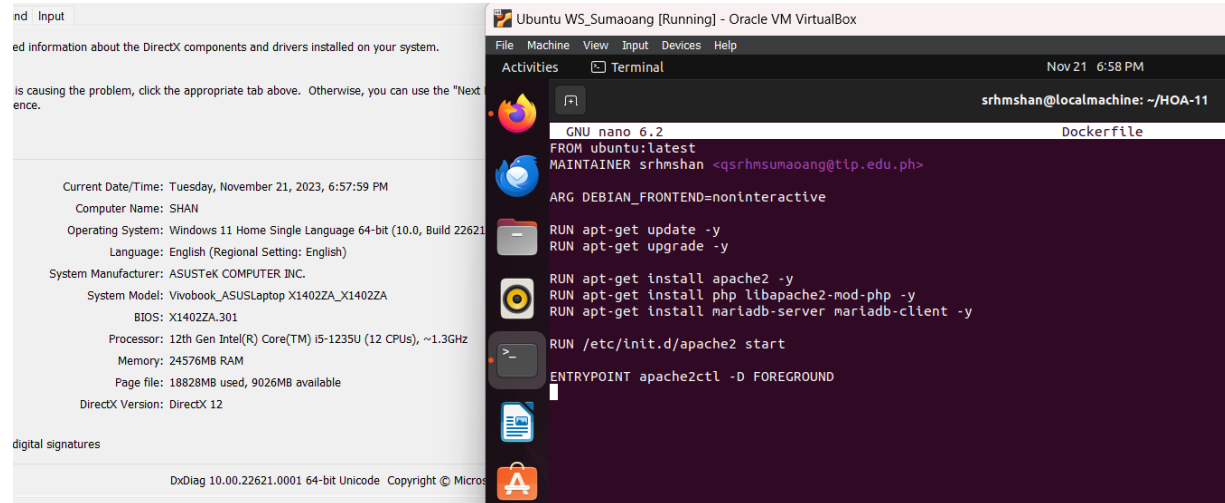 nd Input
ed information about the DirectX components and drivers installed on your system.
is causing the problem, click the appropriate tab above. Otherwise, you can use the "Next
ence.
Current Date/Time: Tuesday, November 21, 2023, 6:57:59 PM
Computer Name: SHAN
Operating System: Windows 11 Home Single Language 64-bit (10.0, Build 22621
Language: English (Regional Setting: English)
System Manufacturer: ASUSTeK COMPUTER INC.
System Model: Vivobook_ASUSLaptop X1402ZA_X1402ZA
BIOS: X1402ZA.301
Processor: 12th Gen Intel(R) Core(TM) i5-1235U (12 CPUs), ~1.3GHz
Memory: 24576MB RAM
Page file: 18828MB used, 9026MB available
DirectX Version: DirectX 12
digital signatures
DxDiag 10.00.22621.0001 64-bit Unicode Copyright © Micros
Ubuntu WS_Sumaoang [Running] - Oracle VM VirtualBox
File Machine View Input Devices Help
Activities Terminal Nov 21 6:58 PM
srhmshan@localmachine: ~/HOA-11
GNU nano 6.2 Dockerfile
FROM ubuntu:latest
MAINTAINER srhmshan <qsrhmsumaoang@tip.edu.ph>
ARG DEBIAN_FRONTEND=noninteractive
RUN apt-get update -y
RUN apt-get upgrade -y
RUN apt-get install apache2 -y
RUN apt-get install php libapache2-mod-php -y
RUN apt-get install mariadb-server mariadb-client -y
RUN /etc/init.d/apache2 start
ENTRYPOINT apache2ctl -D FOREGROUND